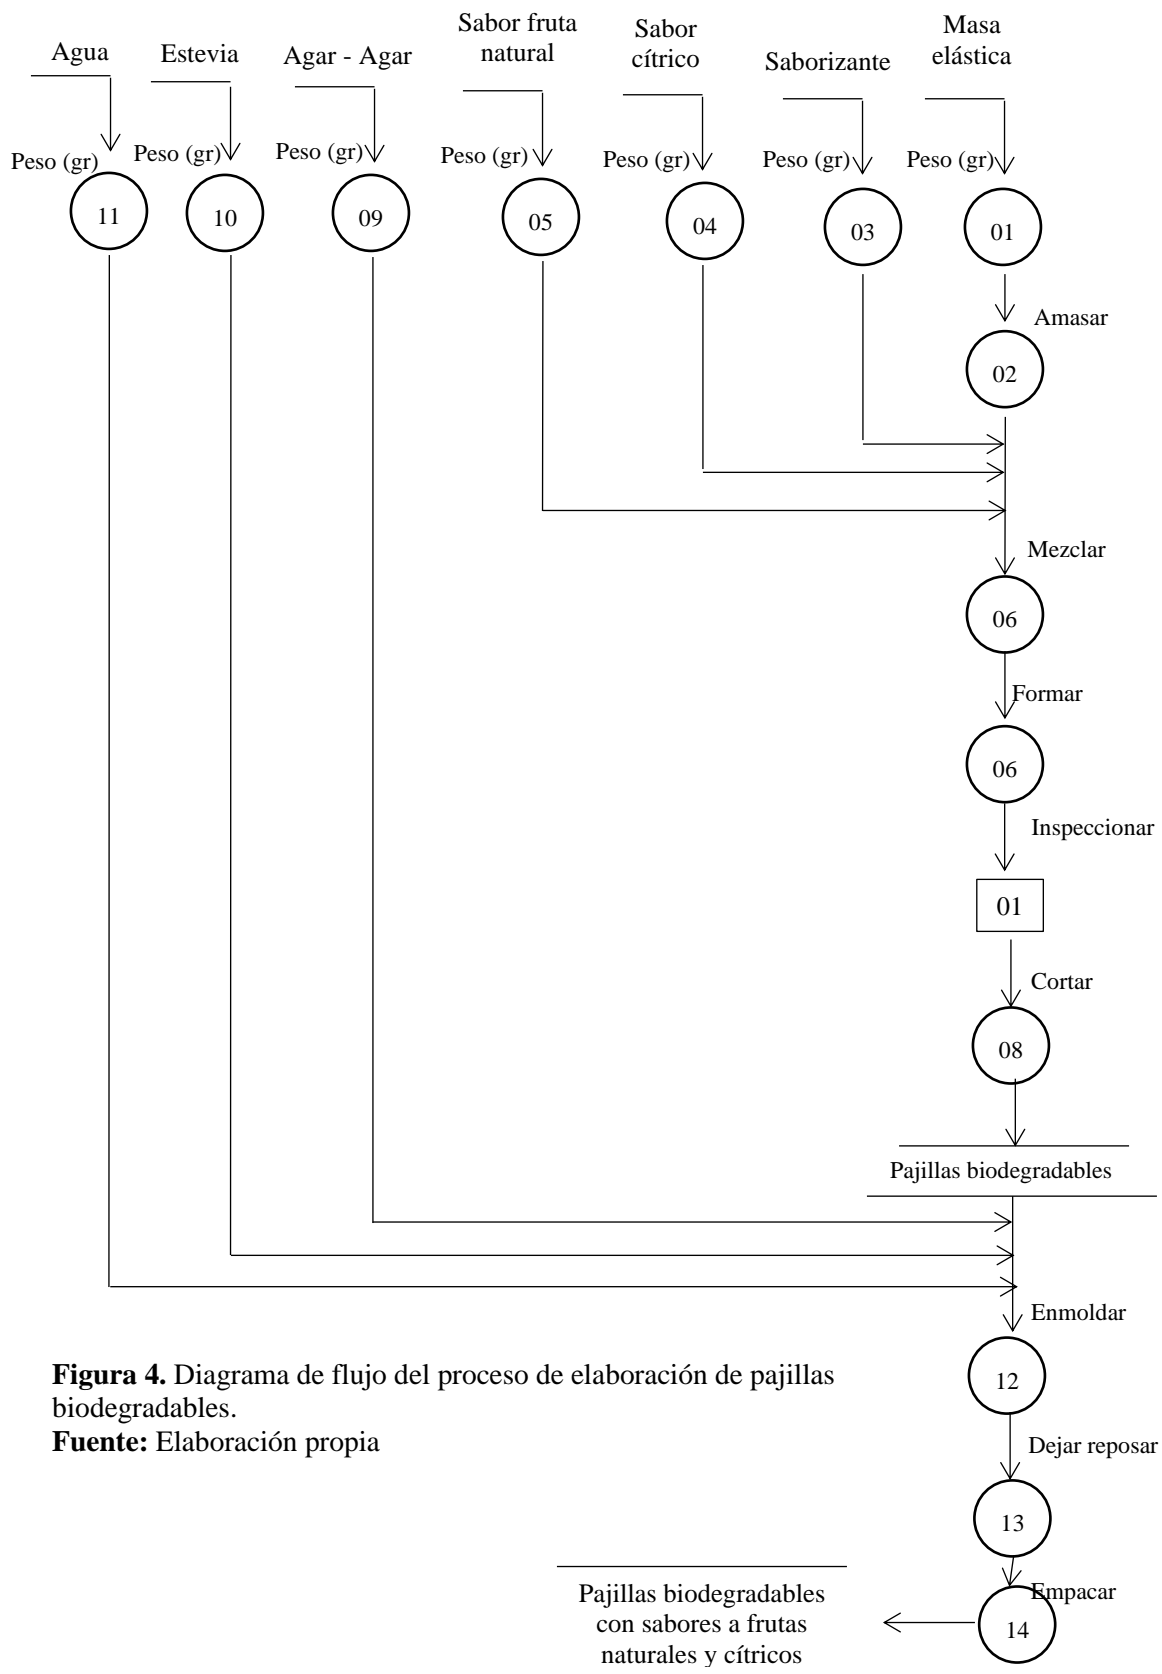 Agua
Estevia
Agar - Agar
Sabor fruta
natural
Sabor
cítrico
Saborizante
Masa
elástica
Peso (gr)
Peso (gr)
Peso (gr)
Peso (gr)
Peso (gr)
Peso (gr)
Peso (gr)
11
10
09
05
04
03
01
Amasar
02
Mezclar
06
Formar
06
Inspeccionar
01
Cortar
08
Pajillas biodegradables
Enmoldar
12
Figura 4. Diagrama de flujo del proceso de elaboración de pajillas
biodegradables.
Fuente: Elaboración propia
Dejar reposar
13
Empacar
14
Pajillas biodegradables
con sabores a frutas
naturales y cítricos